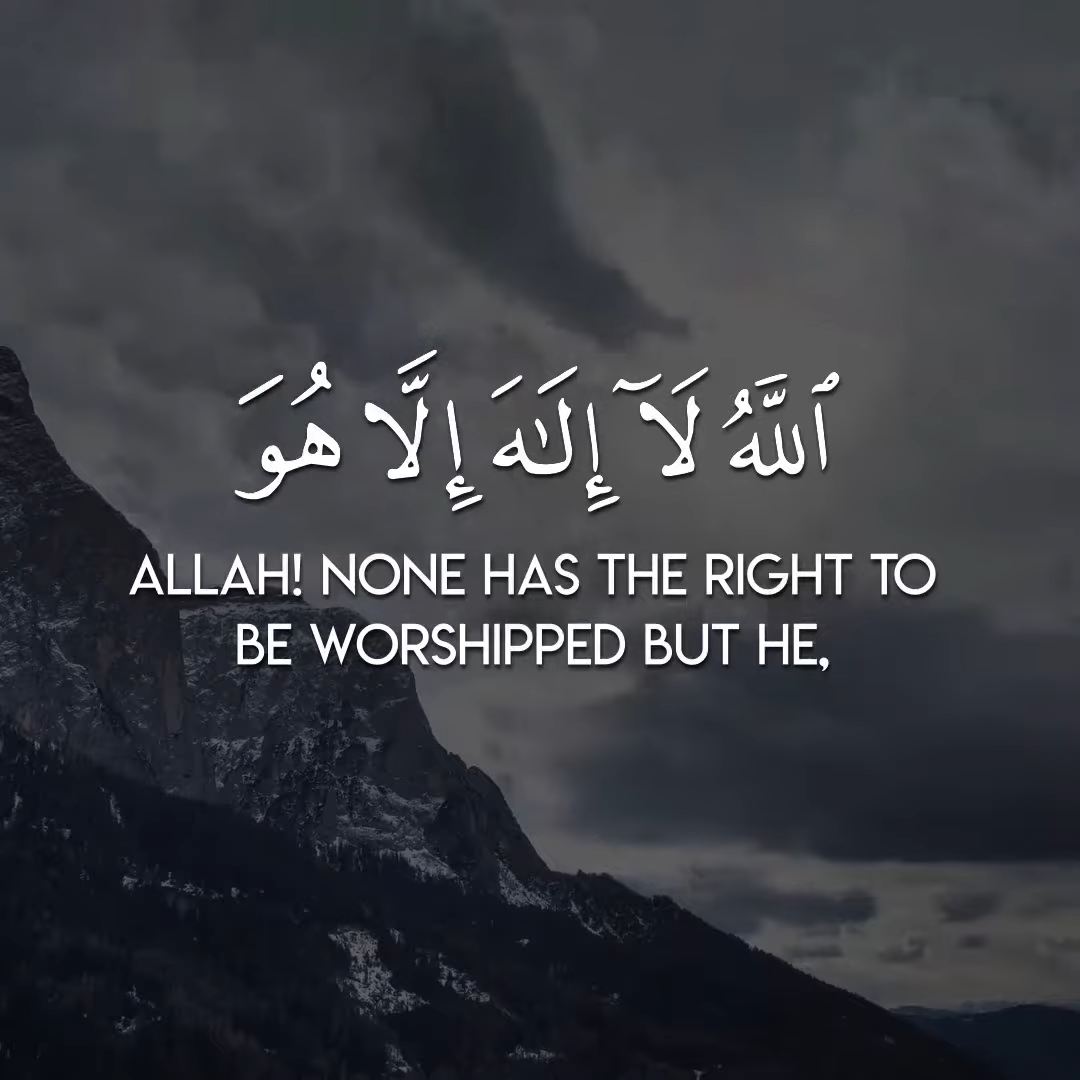 ٱللَّهُ لَآ إِلَـٰهَ إِلَّا هُوَ
ALLAH! NONE HAS THE RIGHT TO
BE WORSHIPPED BUT HE,